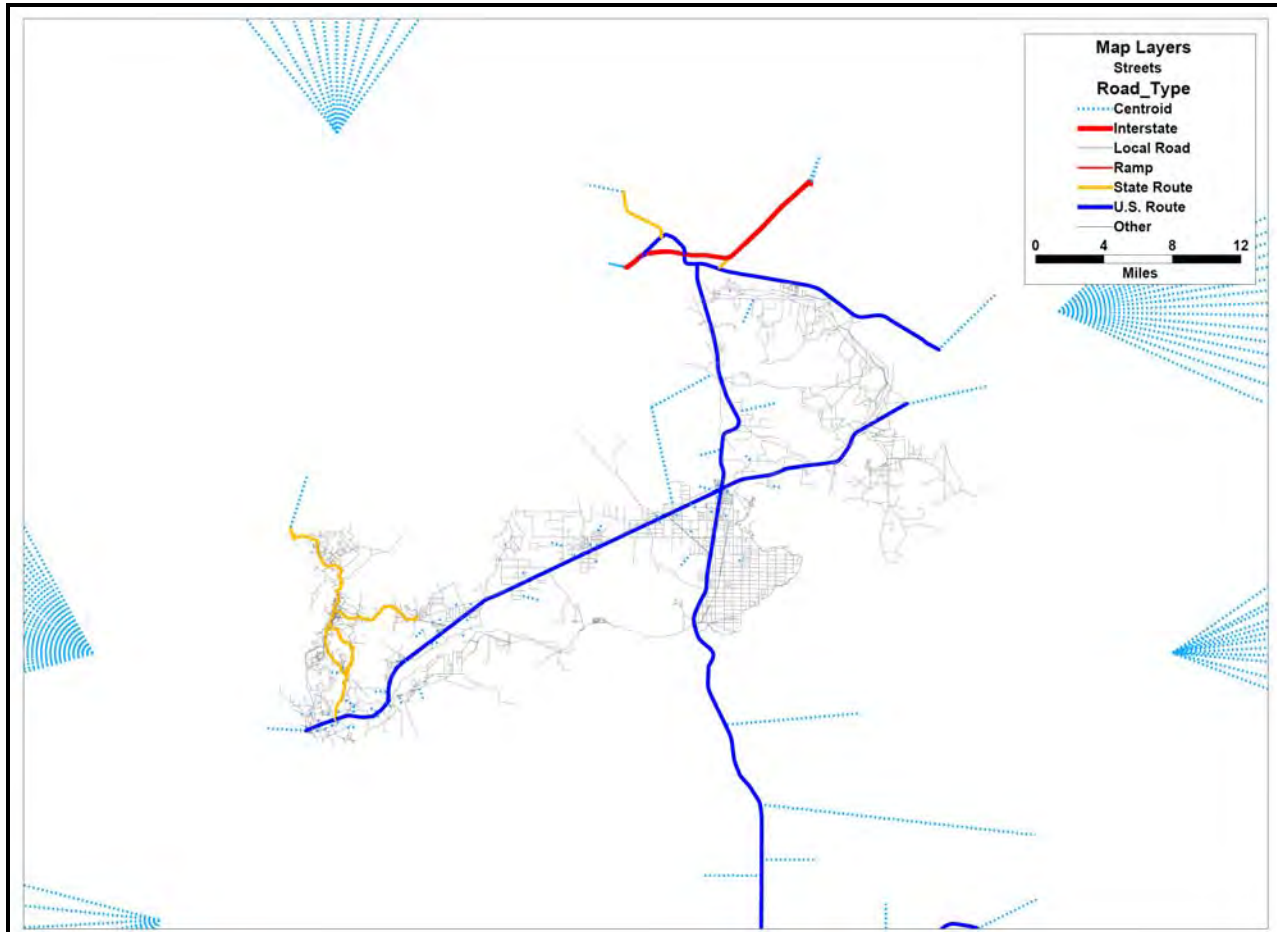 Map Layers
Streets
Road_Type
Centroid
Interstate
Local Road
Ramp
State Route
U.S. Route
Other
0 4 8 12
Miles